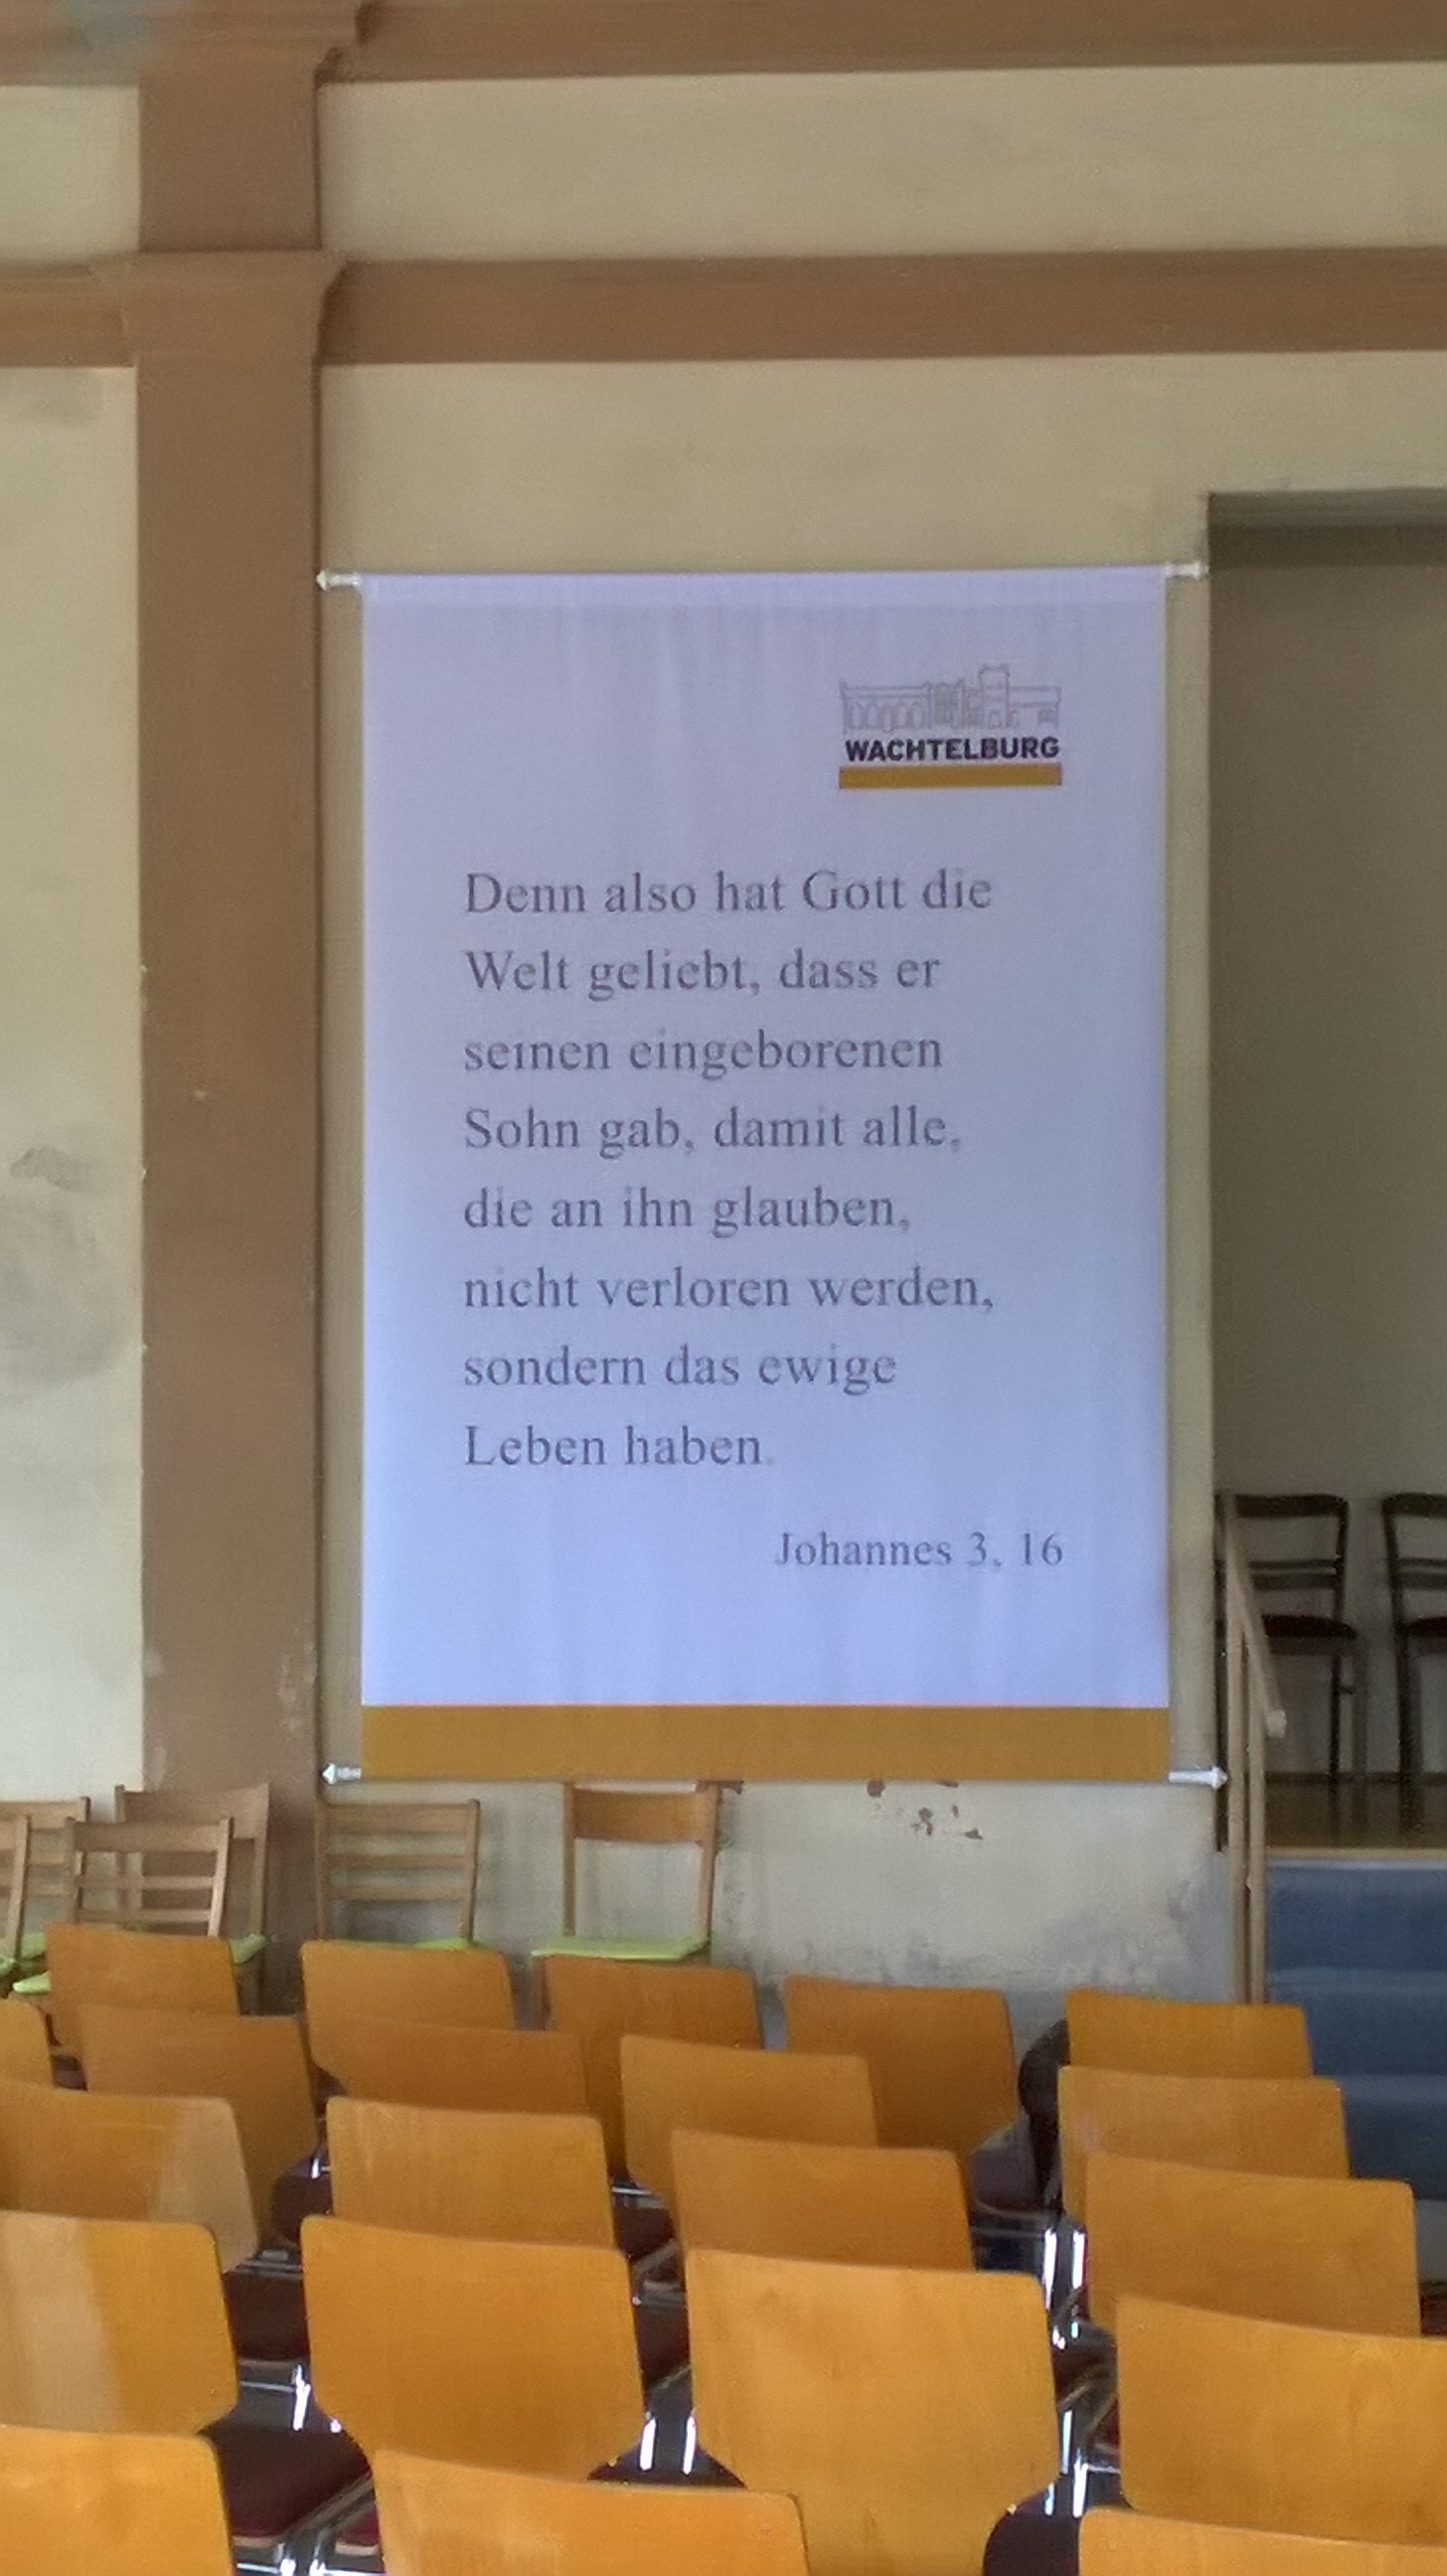 WACHTELBURG
Denn also hat Gott die
Welt geliebt, dass er
seinen eingeborenen
Sohn gab, damit alle,
die an ihn glauben,
nicht verloren werden,
sondern das ewige
Leben haben.
Johannes 3, 16